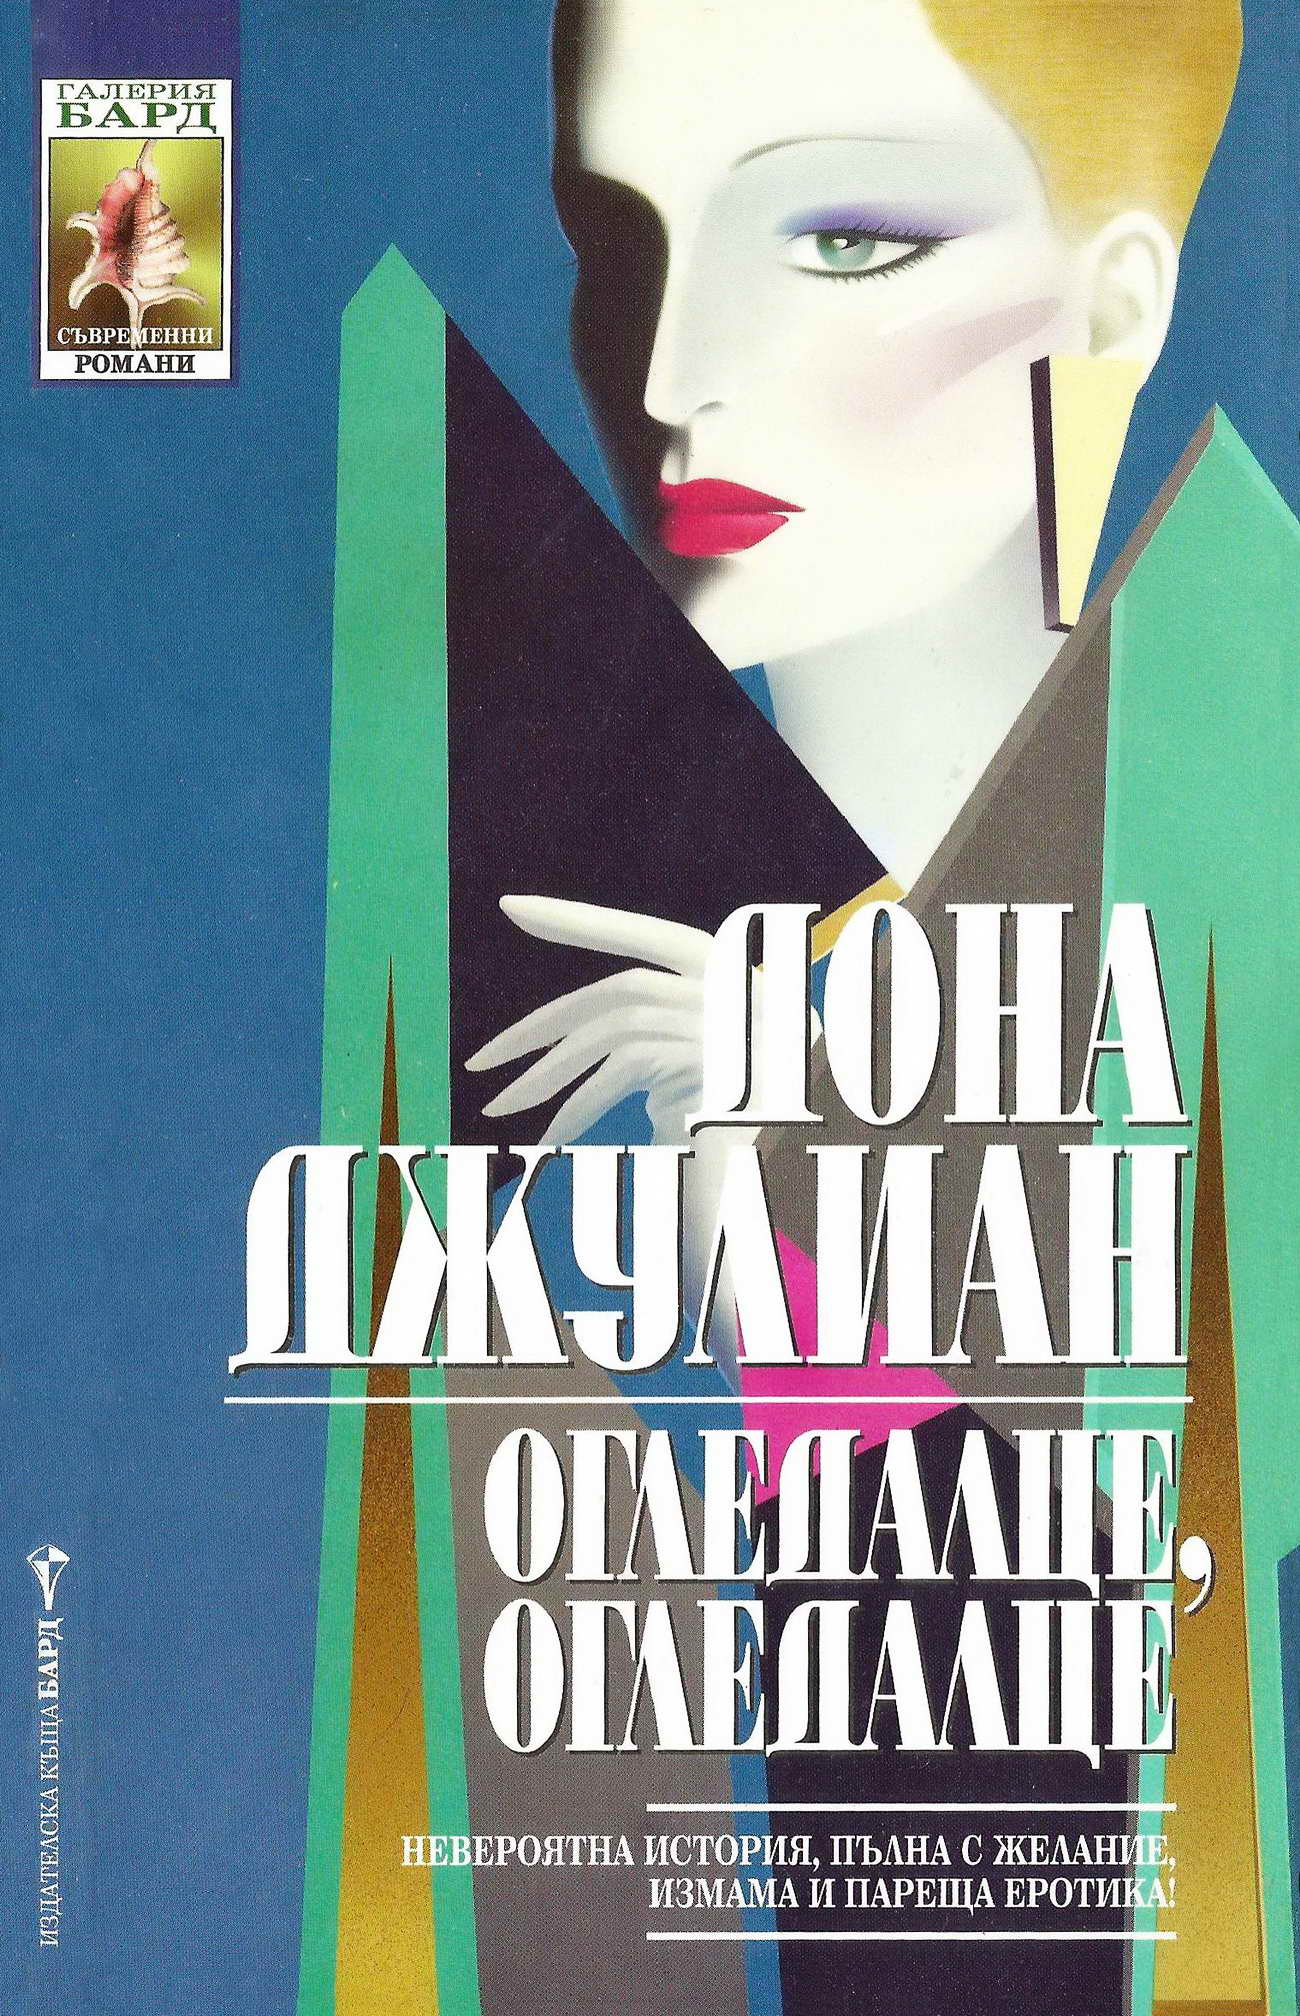 ГАЛЕРИЯ
БАРД
СЪВРЕМЕННИ
РОМАНИ
ДОНА
ДЖУЛИАН
ОГЛЕДАЛЦЕ,
ОГЛЕДАЛЦЕ
НЕВЕРОЯТНА ИСТОРИЯ, ПЪЛНА С ЖЕЛАНИЕ,
ИЗМАМА И ПАРЕЩА ЕРОТИКА!
ИЗДАТЕЛСКА КЪЩА БАРД